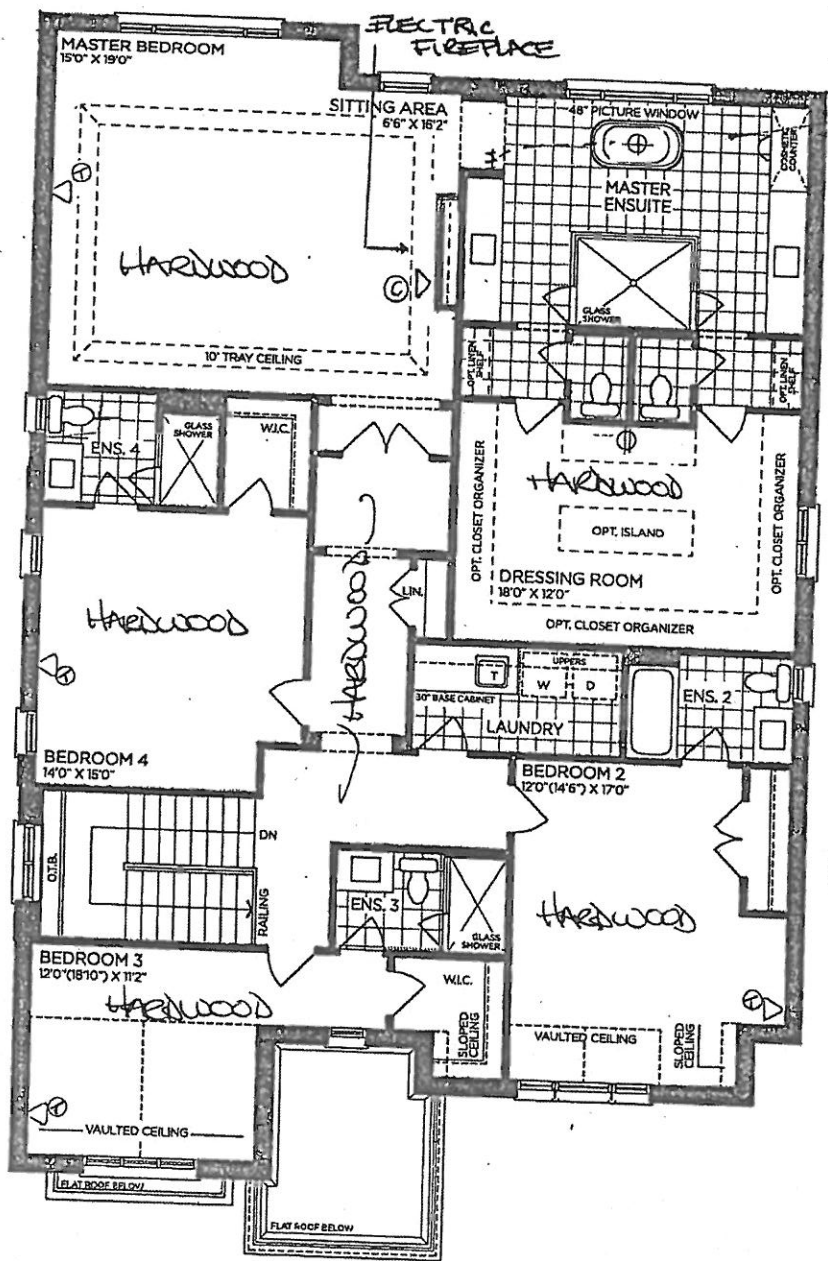 ELECTRIC
FIREPLACE
MASTER BEDROOM
15'0" X 19'0"
SITTING AREA
6'6" X 16'2"
48" PICTURE WINDOW
COSMETIC
COUNTER
MASTER
ENSUITE
T
HARDWOOD
C
GLASS
SHOWER
10' TRAY CEILING
OPT. LINEN
SHELF
OPT. LINEN
SHELF
ENS. 4
GLASS
SHOWER
W.I.C.
OPT. CLOSET ORGANIZER
HARDWOOD
OPT. ISLAND
OPT. CLOSET ORGANIZER
DRESSING ROOM
18'0" X 12'0"
OPT. CLOSET ORGANIZER
HARDWOOD
HARDWOOD
LIN.
T
BEDROOM 4
14'0" X 15'0"
UPPERS
T
W
D
30" BASE CABINET
LAUNDRY
ENS. 2
BEDROOM 2
12'0"(14'6") X 17'0"
O.T.B.
DN
RAILING
ENS. 3
GLASS
SHOWER
HARDWOOD
BEDROOM 3
12'0"(18'10") X 11'2"
HARDWOOD
W.I.C.
SLOPED
CEILING
T
VAULTED CEILING
SLOPED
CEILING
T
VAULTED CEILING
FLAT ROOF BELOW
FLAT ROOF BELOW